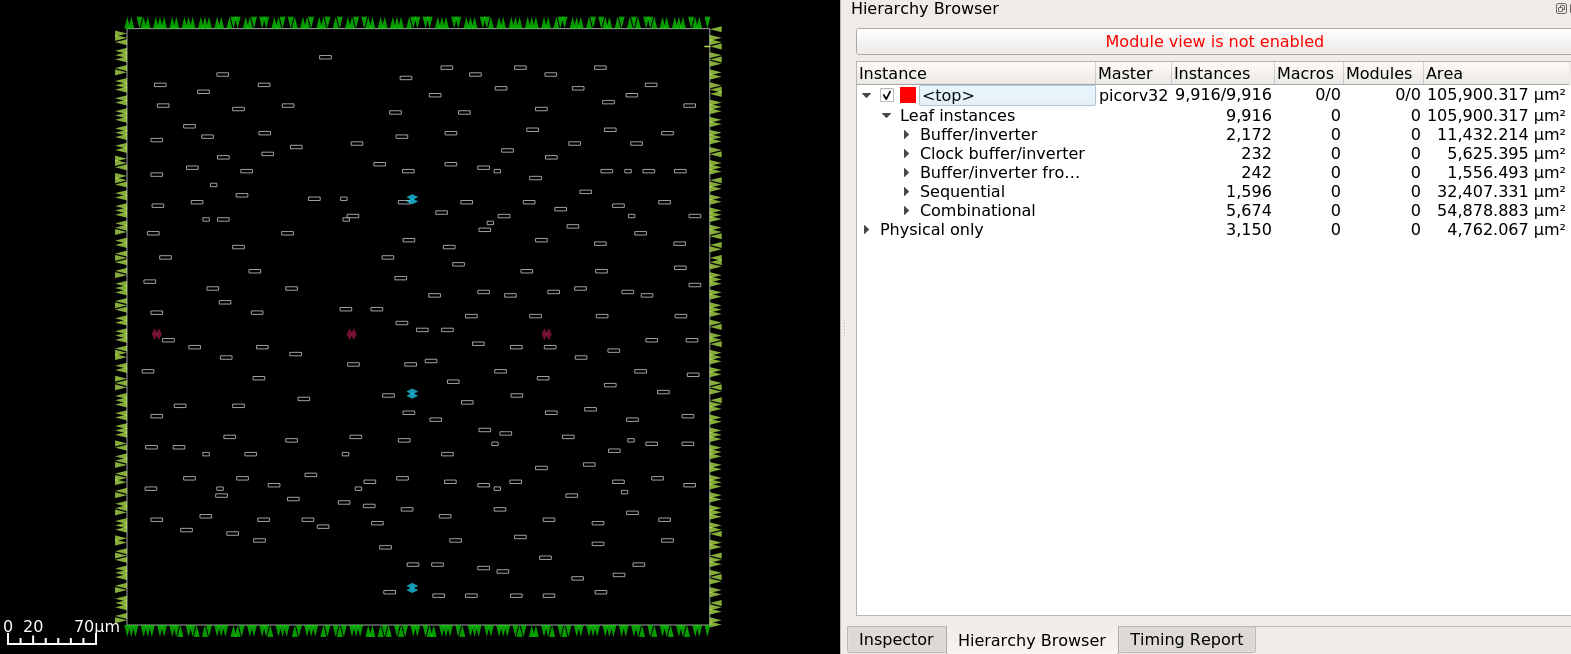 Hierarchy Browser
Module view is not enabled
Instance Master Instances Macros Modules Area
<top> picorv32 9,916/9,916 0/0 0/0 105,900.317 μm²
Leaf instances 9,916 0 0 105,900.317 μm²
Buffer/inverter 2,172 0 0 11,432.214 μm²
Clock buffer/inverter 232 0 0 5,625.395 μm²
Buffer/inverter fro... 242 0 0 1,556.493 μm²
Sequential 1,596 0 0 32,407.331 μm²
Combinational 5,674 0 0 54,878.883 μm²
Physical only 3,150 0 0 4,762.067 μm²
0 20 70μm
Inspector Hierarchy Browser Timing Report